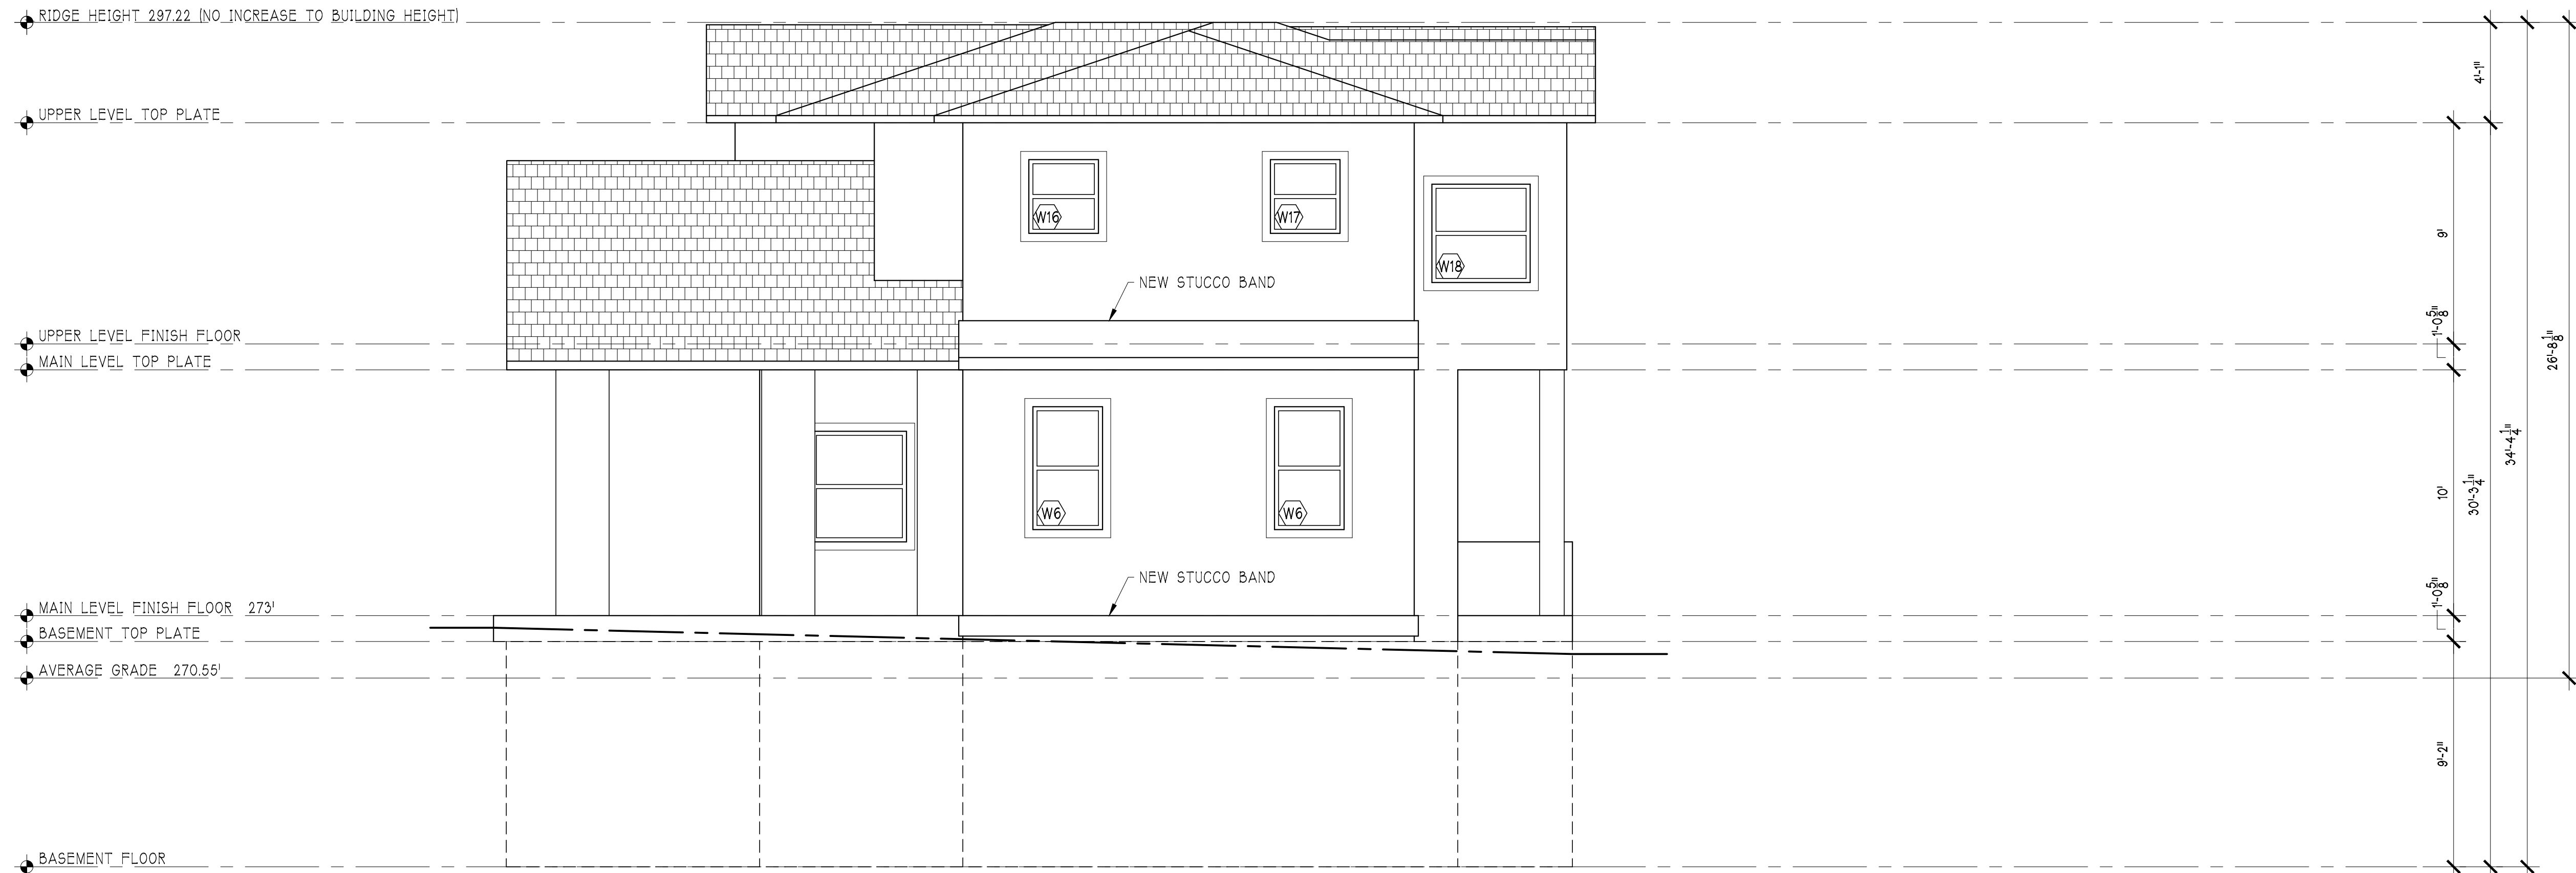 RIDGE HEIGHT 297.22 (NO INCREASE TO BUILDING HEIGHT)
4'-1"
UPPER LEVEL TOP PLATE
W16
W17
W18
9'
NEW STUCCO BAND
1'-0 5/8"
UPPER LEVEL FINISH FLOOR
26'-8 1/8"
MAIN LEVEL TOP PLATE
34'-4 1/4"
10'
30'-3 1/4"
W6
W6
NEW STUCCO BAND
1'-0 5/8"
MAIN LEVEL FINISH FLOOR 273'
BASEMENT TOP PLATE
AVERAGE GRADE 270.55'
9'-2"
BASEMENT FLOOR